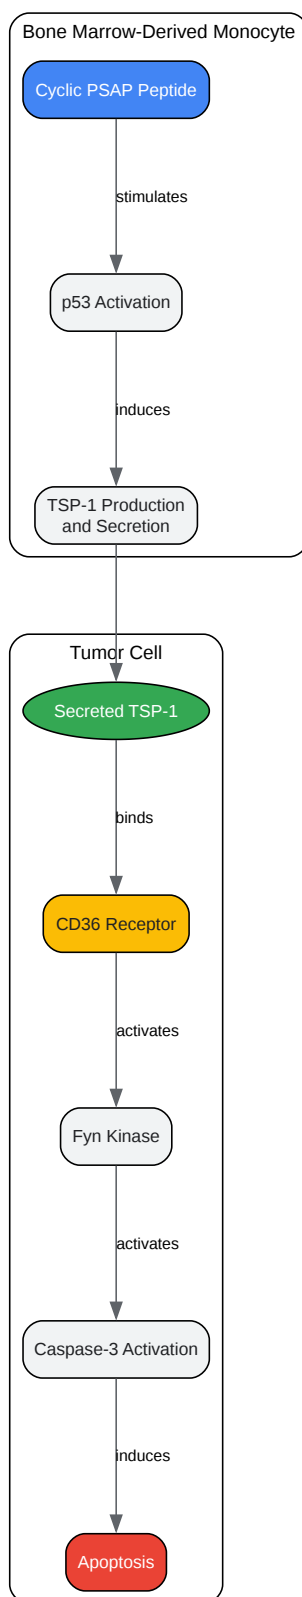 Bone Marrow-Derived Monocyte
Cyclic PSAP Peptide
stimulates
p53 Activation
induces
TSP-1 Production
and Secretion
Tumor Cell
Secreted TSP-1
binds
CD36 Receptor
activates
Fyn Kinase
activates
Caspase-3 Activation
induces
Apoptosis